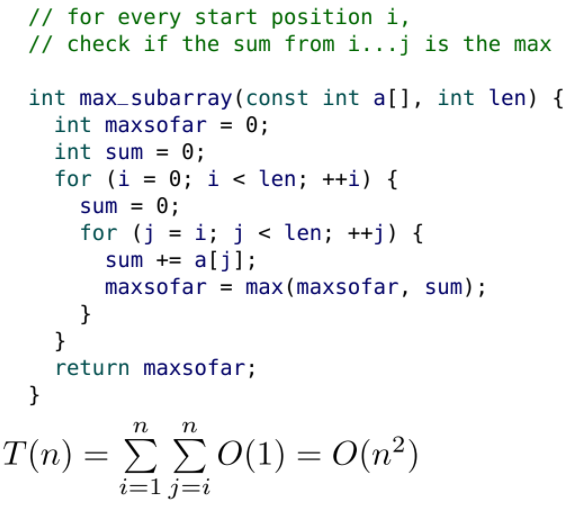 // for every start position i,
// check if the sum from i...j is the max
int max_subarray(const int a[], int len) {
int maxsofar = 0;
int sum = 0;
for (i = 0; i < len; ++i) {
sum = 0;
for (j = i; j < len; ++j) {
sum += a[j];
maxsofar = max(maxsofar, sum);
}
}
return maxsofar;
}
T(n) = \sum_{i=1}^{n} \sum_{j=i}^{n} O(1) = O(n^2)